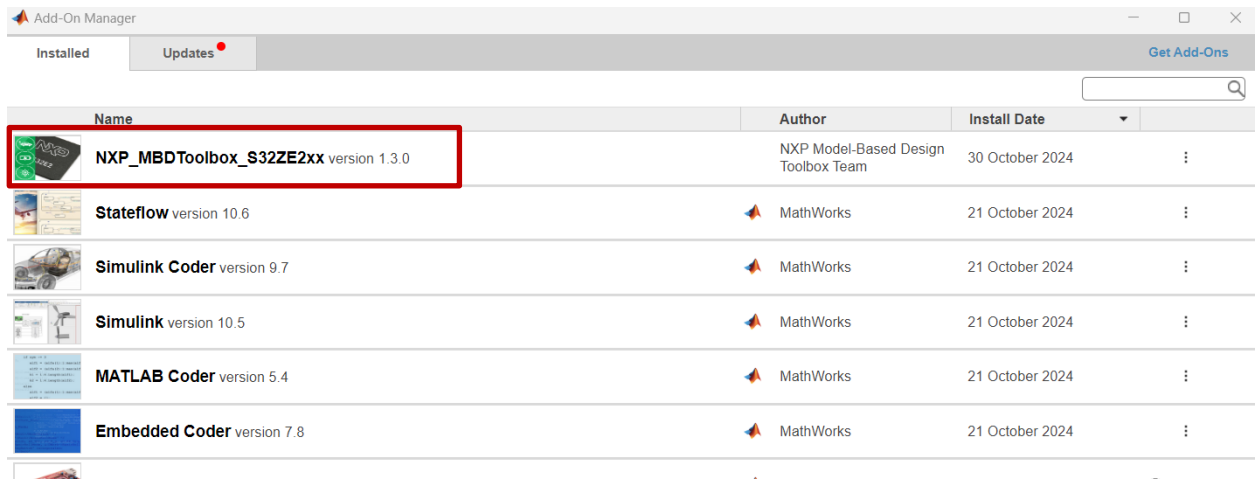 Add-On Manager
Installed Updates Get Add-Ons
Name Author Install Date
NXP_MBDToolbox_S32ZE2xx version 1.3.0 NXP Model-Based Design Toolbox Team 30 October 2024
Stateflow version 10.6 MathWorks 21 October 2024
Simulink Coder version 9.7 MathWorks 21 October 2024
Simulink version 10.5 MathWorks 21 October 2024
MATLAB Coder version 5.4 MathWorks 21 October 2024
Embedded Coder version 7.8 MathWorks 21 October 2024